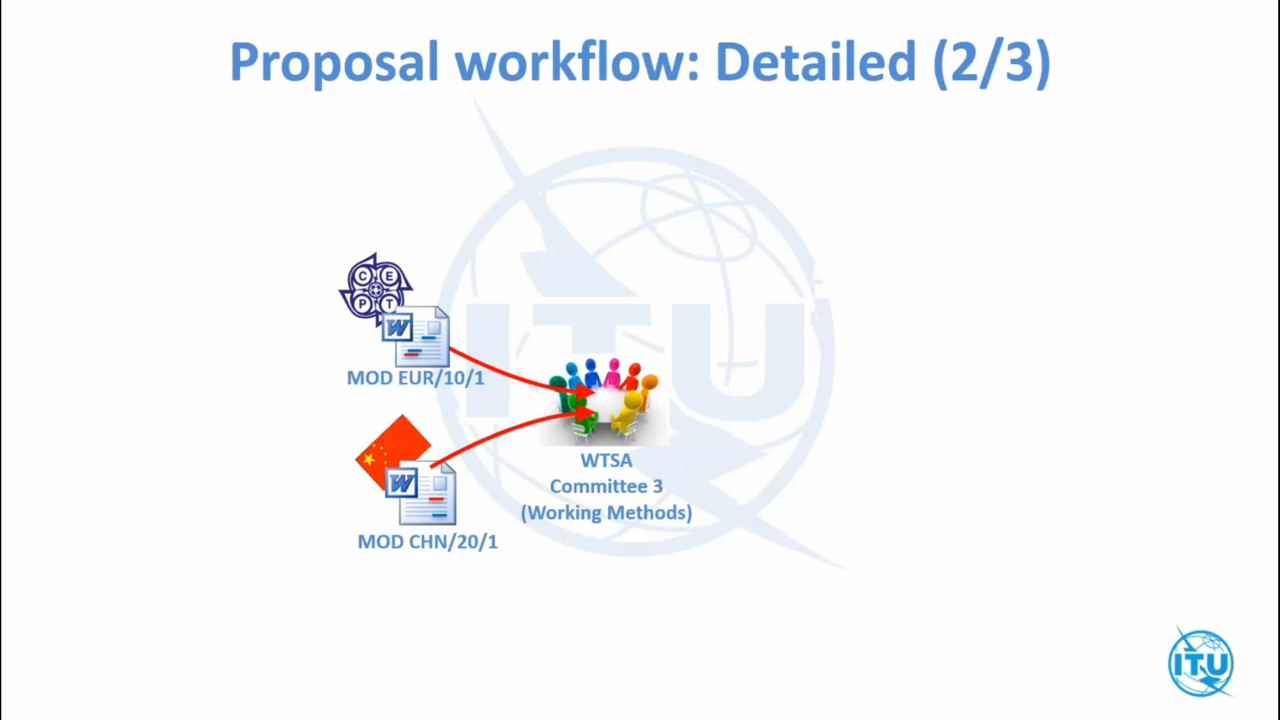 Proposal workflow: Detailed (2/3)
C E
P T
W
MOD EUR/10/1
W
MOD CHN/20/1
WTSA
Committee 3
(Working Methods)
ITU
ITU